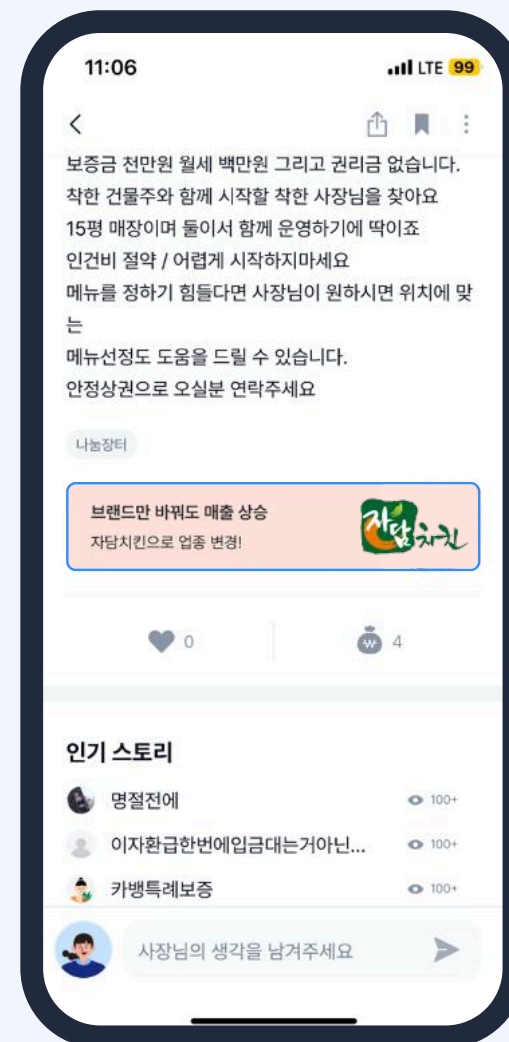 11:06
LTE 99
보증금 천만원 월세 백만원 그리고 권리금 없습니다.
착한 건물주와 함께 시작할 착한 사장님을 찾아요
15평 매장이며 둘이서 함께 운영하기에 딱이죠
인건비 절약 / 어렵게 시작하지마세요
메뉴를 정하기 힘들다면 사장님이 원하시면 위치에 맞
는
메뉴선정도 도움을 드릴 수 있습니다.
안정상권으로 오실분 연락주세요
나눔장터
브랜드만 바꿔도 매출 상승
자담치킨으로 업종 변경!
자담치킨
0
4
인기 스토리
명절전에
100+
이자환급한번에입금대는거아닌...
100+
카뱅특례보증
100+
사장님의 생각을 남겨주세요